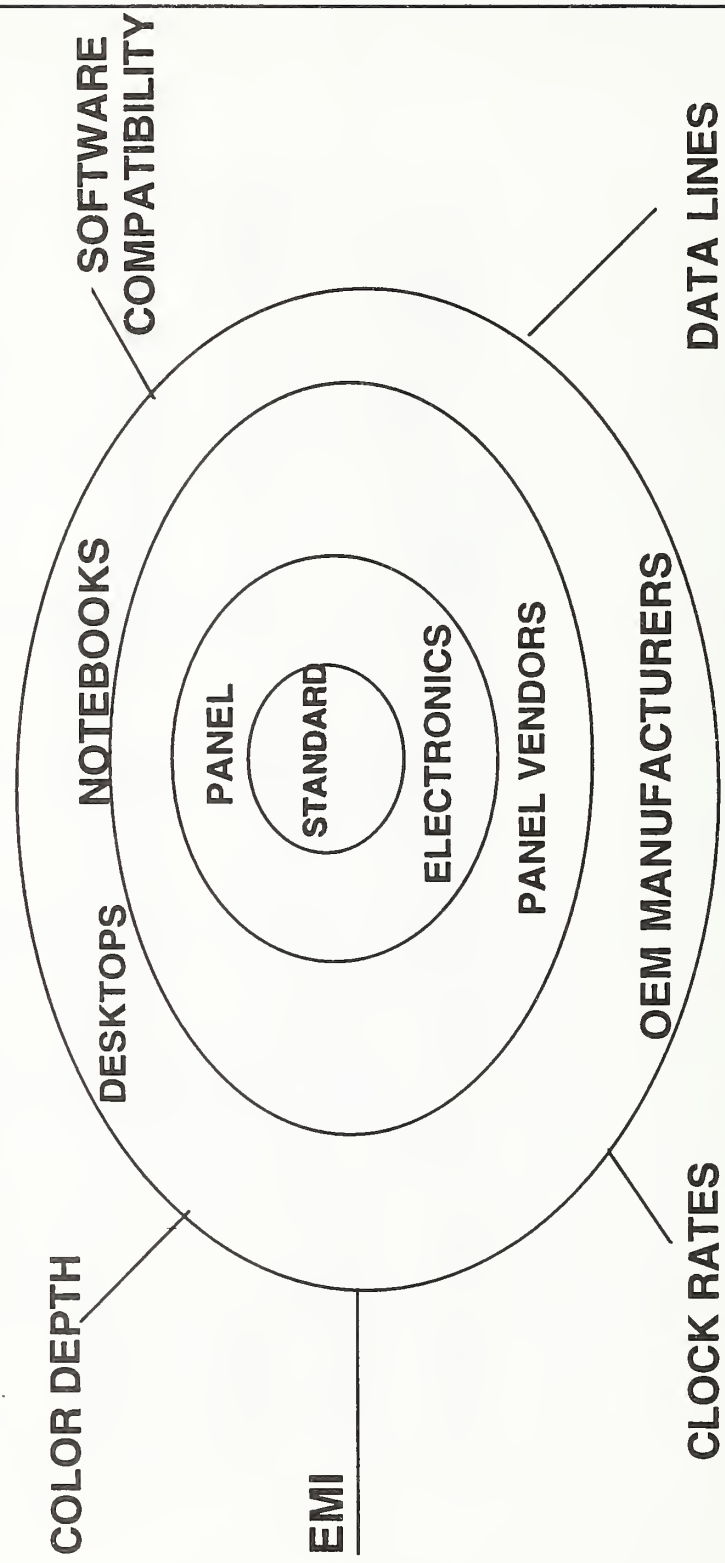 COLOR DEPTH
SOFTWARE
COMPATIBILITY
DESKTOPS
NOTEBOOKS
PANEL
EMI
STANDARD
ELECTRONICS
PANEL VENDORS
OEM MANUFACTURERS
CLOCK RATES
DATA LINES